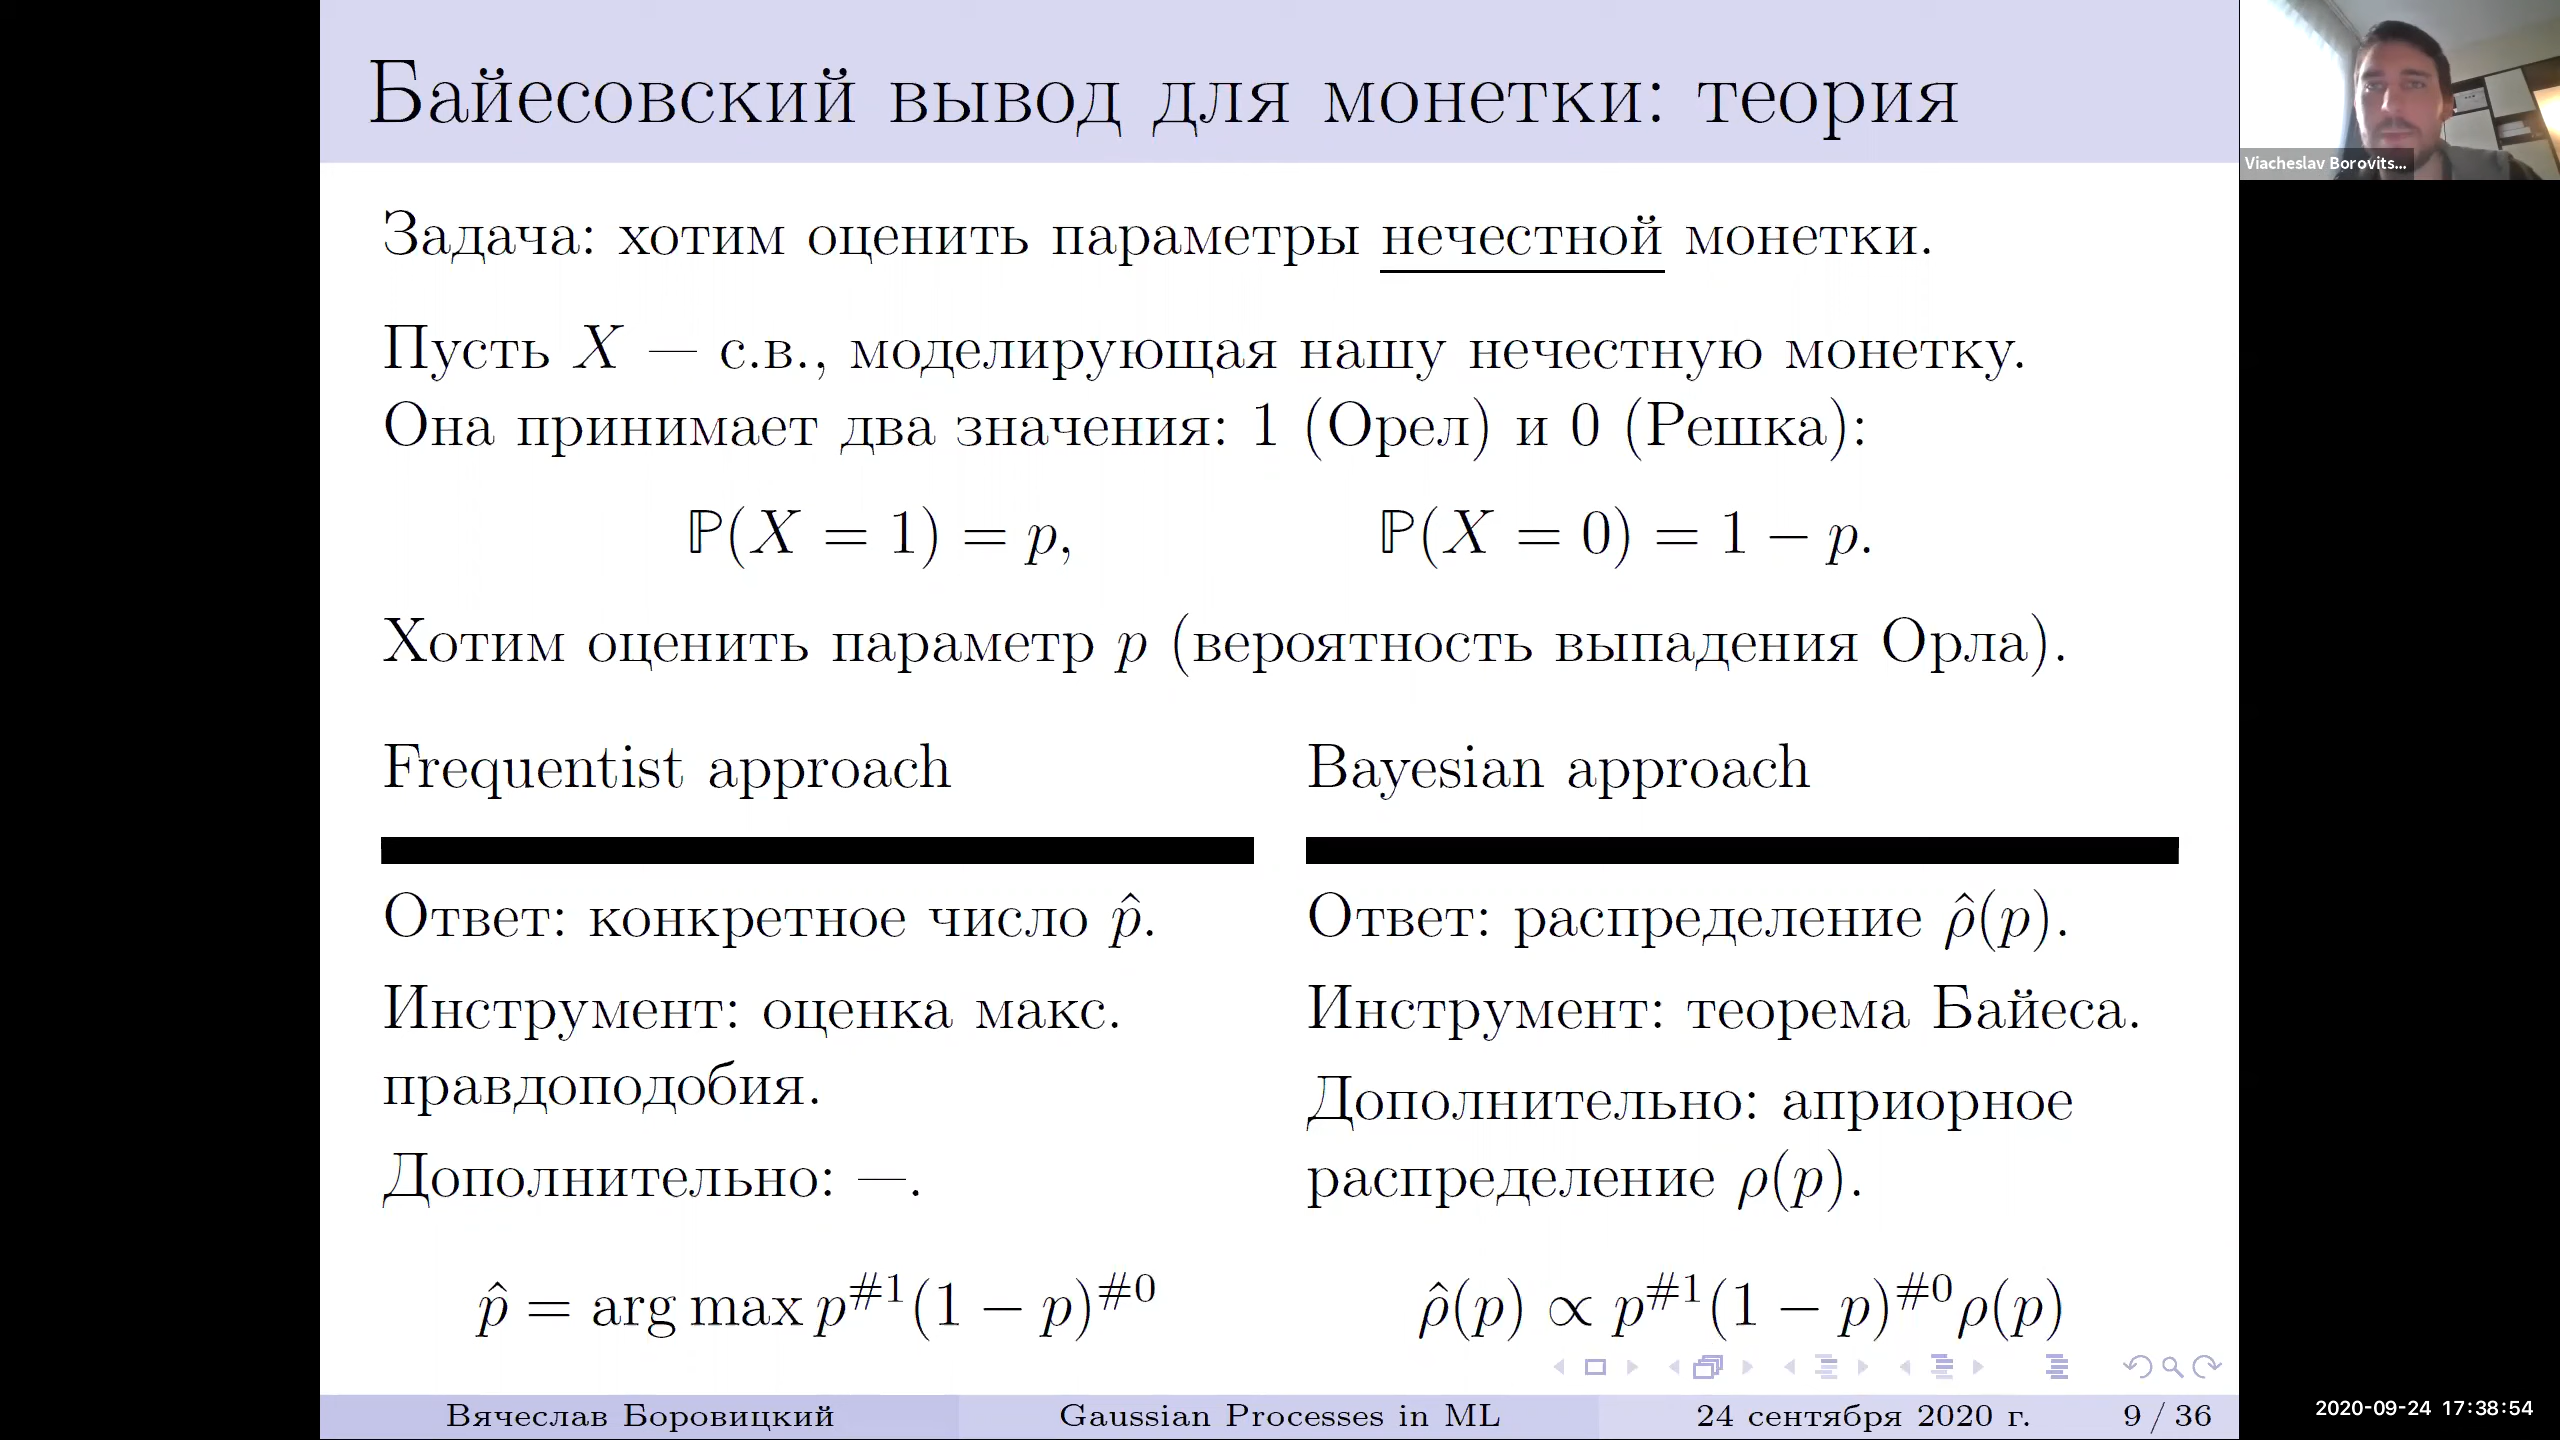 Байесовский вывод для монетки: теория
Viacheslav Borovits...
Задача: хотим оценить параметры нечестной монетки.
Пусть X — с.в., моделирующая нашу нечестную монетку.
Она принимает два значения: 1 (Орел) и 0 (Решка):
ℙ(X = 1) = p, ℙ(X = 0) = 1 − p.
Хотим оценить параметр p (вероятность выпадения Орла).
Frequentist approach
Ответ: конкретное число p̂.
Инструмент: оценка макс.
правдоподобия.
Дополнительно: —.
p̂ = arg max p^#1(1 − p)^#0
Bayesian approach
Ответ: распределение ρ̂(p).
Инструмент: теорема Байеса.
Дополнительно: априорное
распределение ρ(p).
ρ̂(p) ∝ p^#1(1 − p)^#0ρ(p)
Вячеслав Боровицкий Gaussian Processes in ML 24 сентября 2020 г. 9 / 36
2020-09-24 17:38:54